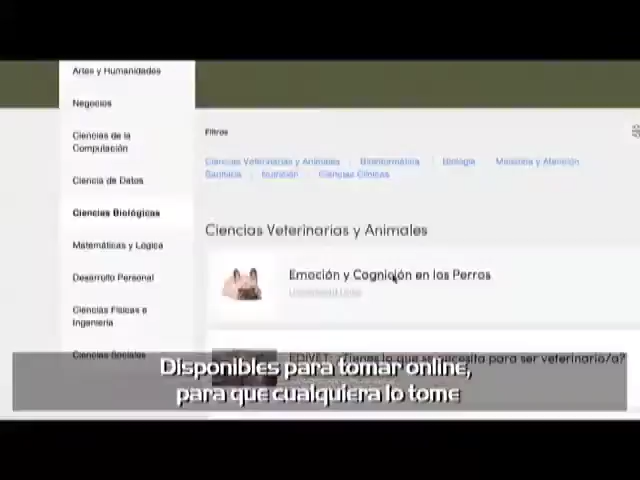 Artes y Humanidades
Negocios
Ciencias de la
Computación
Ciencia de Datos
Ciencias Biológicas
Matemáticas y Lógica
Desarrollo Personal
Ciencias Físicas e
Ingeniería
Ciencias Sociales
Filtros
Ciencias Veterinarias y Animales Bioinformática Biología Medicina y Atención
Sanitaria Nutrición Ciencias Clínicas
Ciencias Veterinarias y Animales
Emoción y Cognición en los Perros
EDIVET: ¿Tienes lo que se necesita para ser veterinario/a?
Disponibles para tomar online,
para que cualquiera lo tome